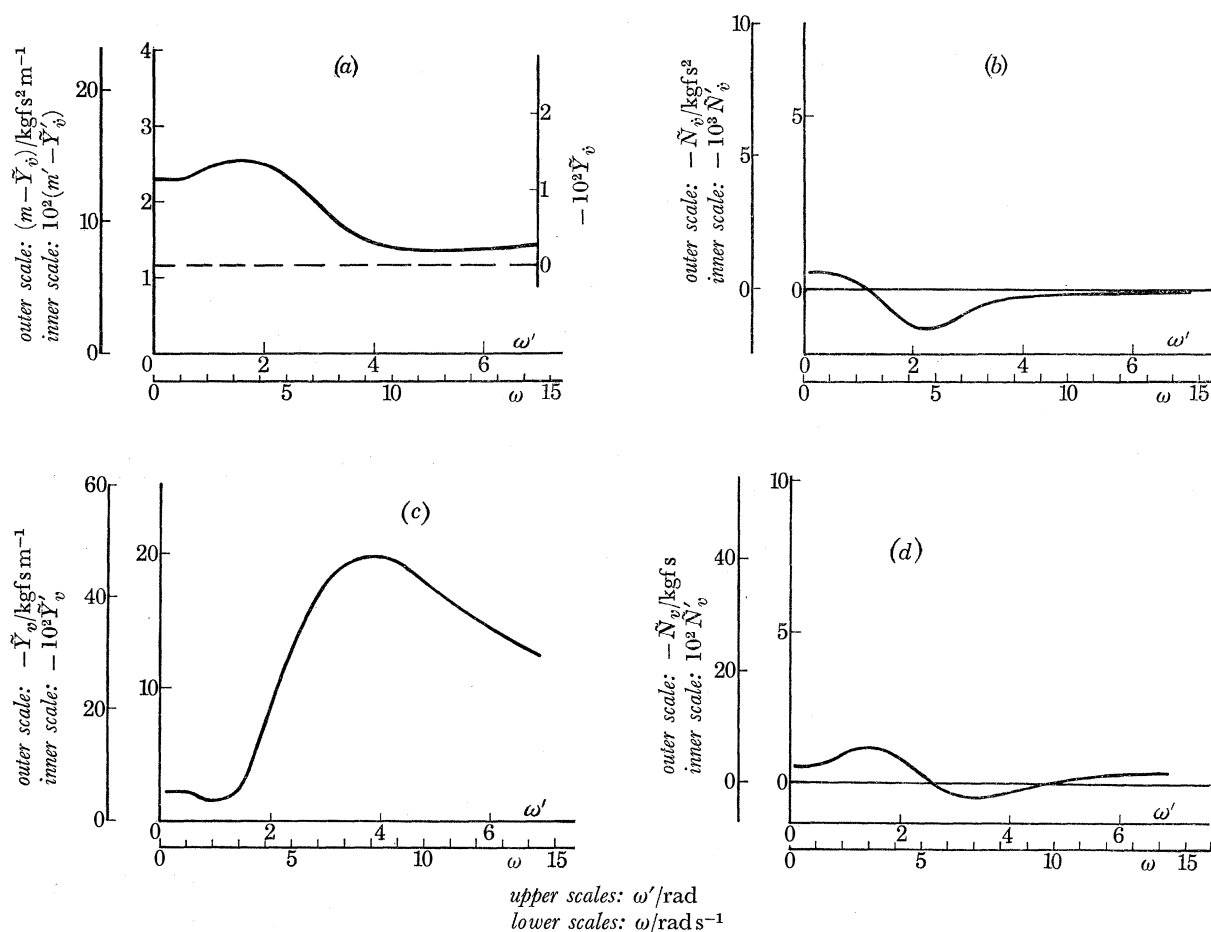 (a)
outer scale: (m−Ỹ_v̇)/kgf s² m⁻¹
inner scale: 10²(m′−Ỹ′_v̇)
20
10
0
4
3
2
1
2
1
0
−10²Ỹ_v̇
0 2 4 6 ω′
0 5 10 ω 15
(b)
outer scale: −Ñ_v̇/kgf s²
inner scale: −10³Ñ′_v̇
10
5
0
5
0
0 2 4 6 ω′
0 5 10 ω 15
(c)
outer scale: −Ỹ_v/kgf s m⁻¹
inner scale: −10²Ỹ′_v
60
40
20
0
20
10
0 2 4 6 ω′
0 5 10 ω 15
(d)
outer scale: −Ñ_v/kgf s
inner scale: 10²Ñ′_v
40
20
0
10
5
0
0 2 4 6 ω′
0 5 10 ω 15
upper scales: ω′/rad
lower scales: ω/rad s⁻¹